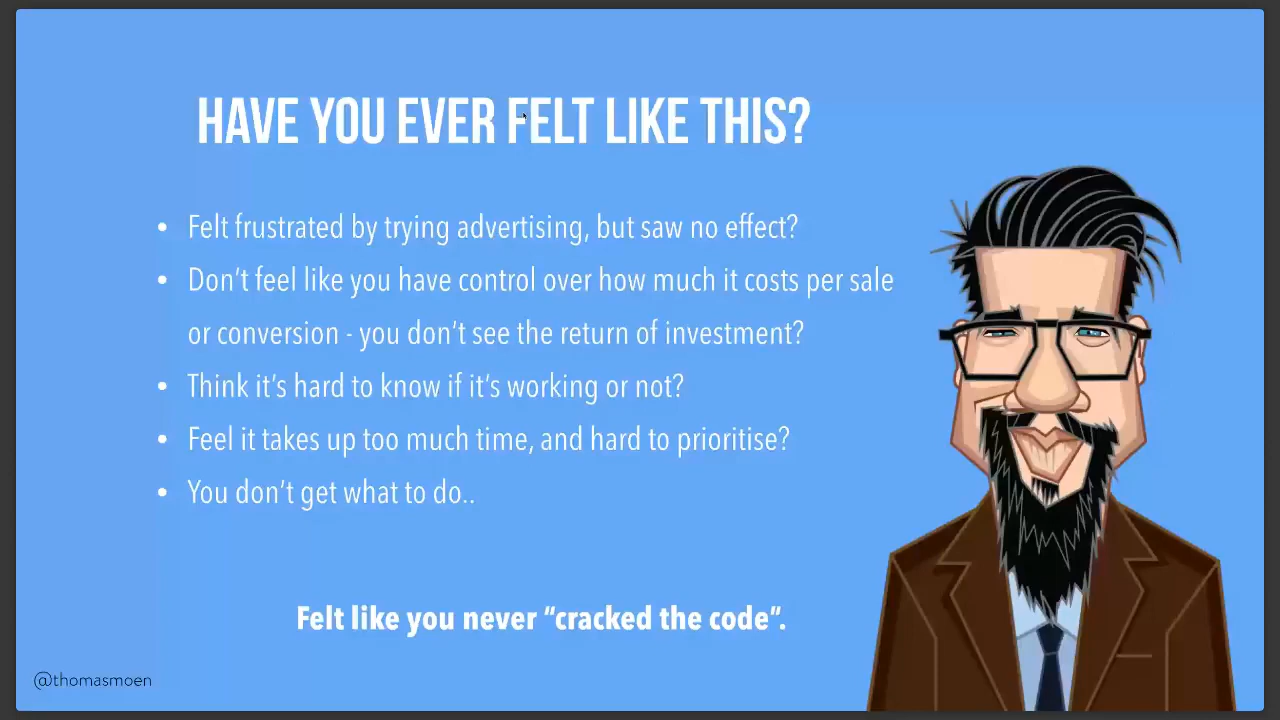 HAVE YOU EVER FELT LIKE THIS?
• Felt frustrated by trying advertising, but saw no effect?
• Don’t feel like you have control over how much it costs per sale
or conversion - you don’t see the return of investment?
• Think it’s hard to know if it’s working or not?
• Feel it takes up too much time, and hard to prioritise?
• You don’t get what to do..
Felt like you never “cracked the code”.
@thomasmoen